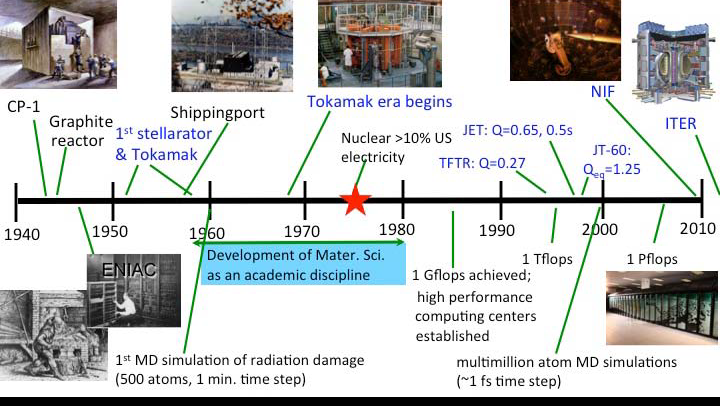 CP-1
Graphite
reactor
1st stellarator
& Tokamak
Shippingport
Tokamak era begins
Nuclear >10% US
electricity
JET: Q=0.65, 0.5s
TFTR: Q=0.27
JT-60:
Qeq=1.25
NIF
ITER
1940
1950
1960
1970
1980
1990
2000
2010
ENIAC
Development of Mater. Sci.
as an academic discipline
1 Gflops achieved;
high performance
computing centers
established
1 Tflops
1 Pflops
1st MD simulation of radiation damage
(500 atoms, 1 min. time step)
multimillion atom MD simulations
(~1 fs time step)